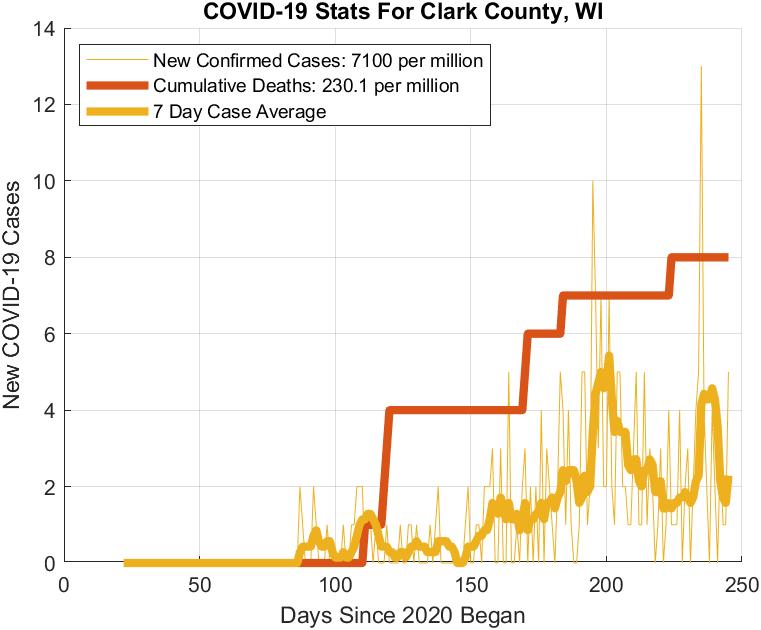 COVID-19 Stats For Clark County, WI
New Confirmed Cases: 7100 per million
Cumulative Deaths: 230.1 per million
7 Day Case Average
New COVID-19 Cases
14
12
10
8
6
4
2
0
0 50 100 150 200 250
Days Since 2020 Began